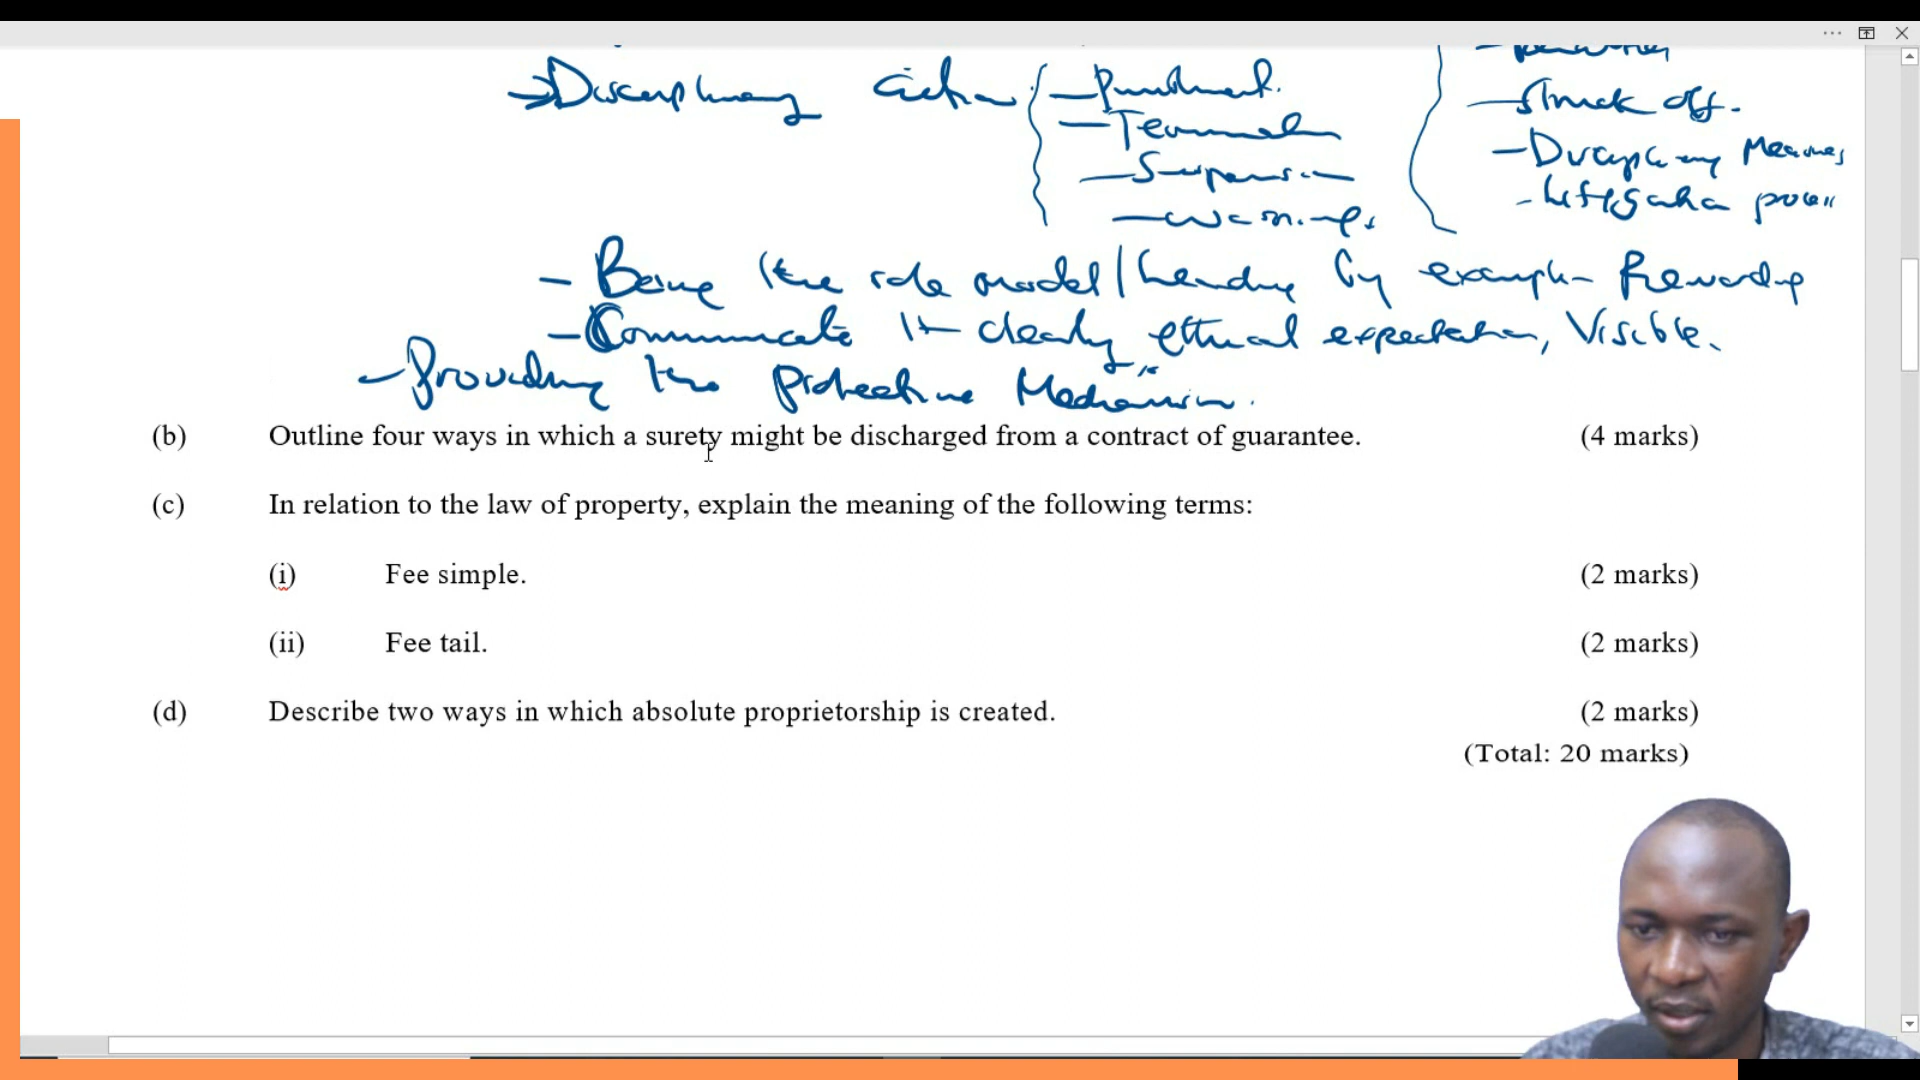 → Disciplinary action - Punishment.
- Struck off.
- Termination
- Disciplinary Measures
- Suspension
- Litigation
- Warnings
- Being the role model / Leading by example - Rewarding
- Communicate it clearly ethical expectation, Visible.
- Providing the protective Mechanism.
(b) Outline four ways in which a surety might be discharged from a contract of guarantee. (4 marks)
(c) In relation to the law of property, explain the meaning of the following terms:
(i) Fee simple. (2 marks)
(ii) Fee tail. (2 marks)
(d) Describe two ways in which absolute proprietorship is created. (2 marks)
(Total: 20 marks)